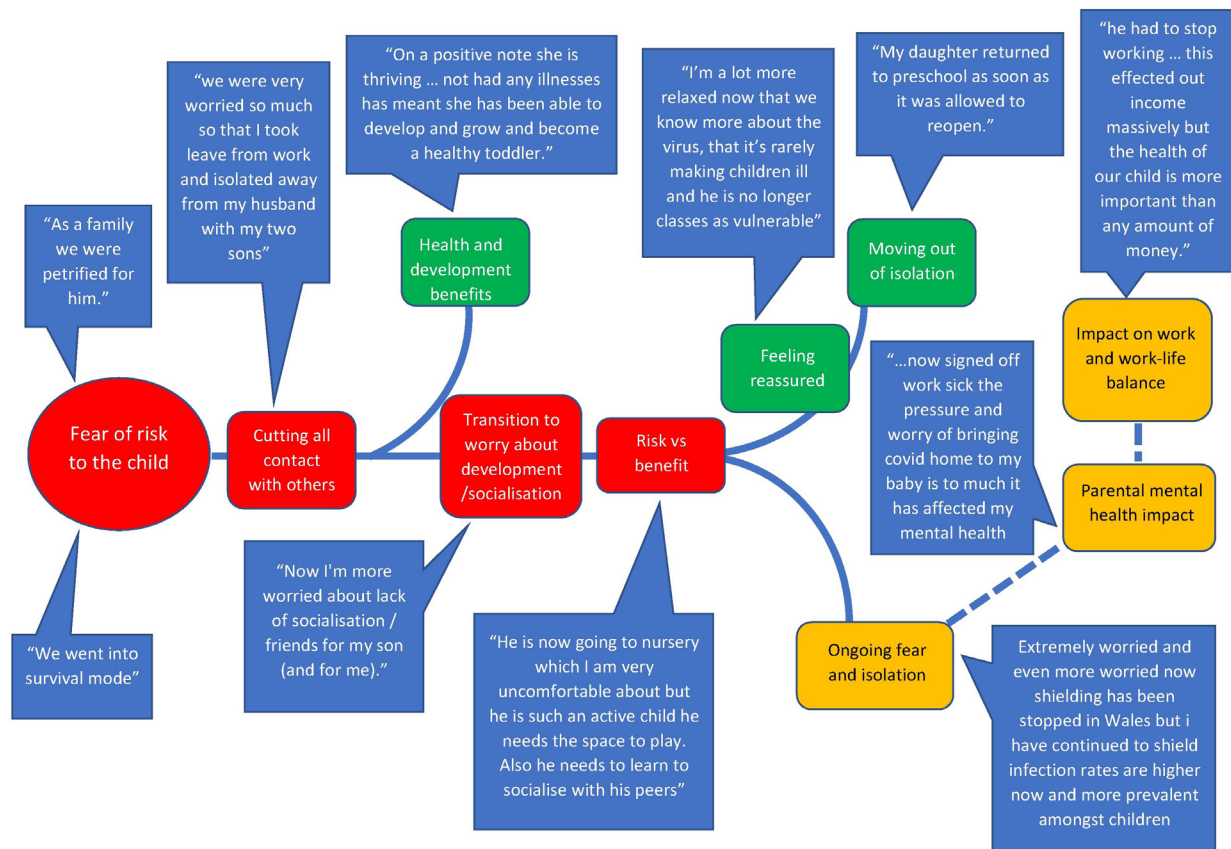 “As a family
we were
petrified for
him.”
“we were very
worried so much
so that I took
leave from work
and isolated away
from my husband
with my two
sons”
“On a positive note she is
thriving ... not had any illnesses
has meant she has been able to
develop and grow and become
a healthy toddler.”
“I’m a lot more
relaxed now that we
know more about the
virus, that it’s rarely
making children ill
and he is no longer
classes as vulnerable”
“My daughter returned
to preschool as soon as
it was allowed to
reopen.”
“he had to stop
working ... this
effected out
income
massively but
the health of
our child is more
important than
any amount of
money.”
Health and
development
benefits
Moving out
of isolation
Feeling
reassured
Impact on work
and work-life
balance
“...now signed off
work sick the
pressure and
worry of bringing
covid home to my
baby is to much it
has affected my
mental health
Fear of risk
to the child
Cutting all
contact
with others
Transition to
worry about
development
/socialisation
Risk vs
benefit
Parental mental
health impact
“We went into
survival mode”
“Now I'm more
worried about lack
of socialisation /
friends for my son
(and for me).”
“He is now going to nursery
which I am very
uncomfortable about but
he is such an active child he
needs the space to play.
Also he needs to learn to
socialise with his peers”
Ongoing fear
and isolation
Extremely worried and
even more worried now
shielding has been
stopped in Wales but i
have continued to shield
infection rates are higher
now and more prevalent
amongst children